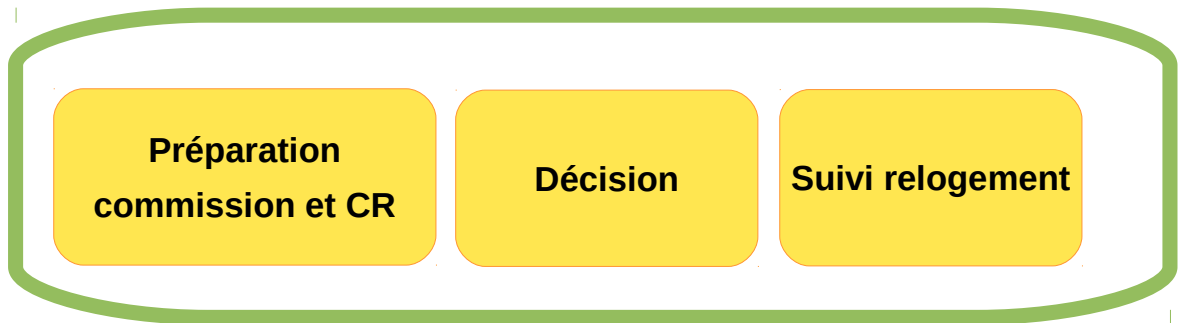 Préparation
commission et CR
Décision
Suivi relogement